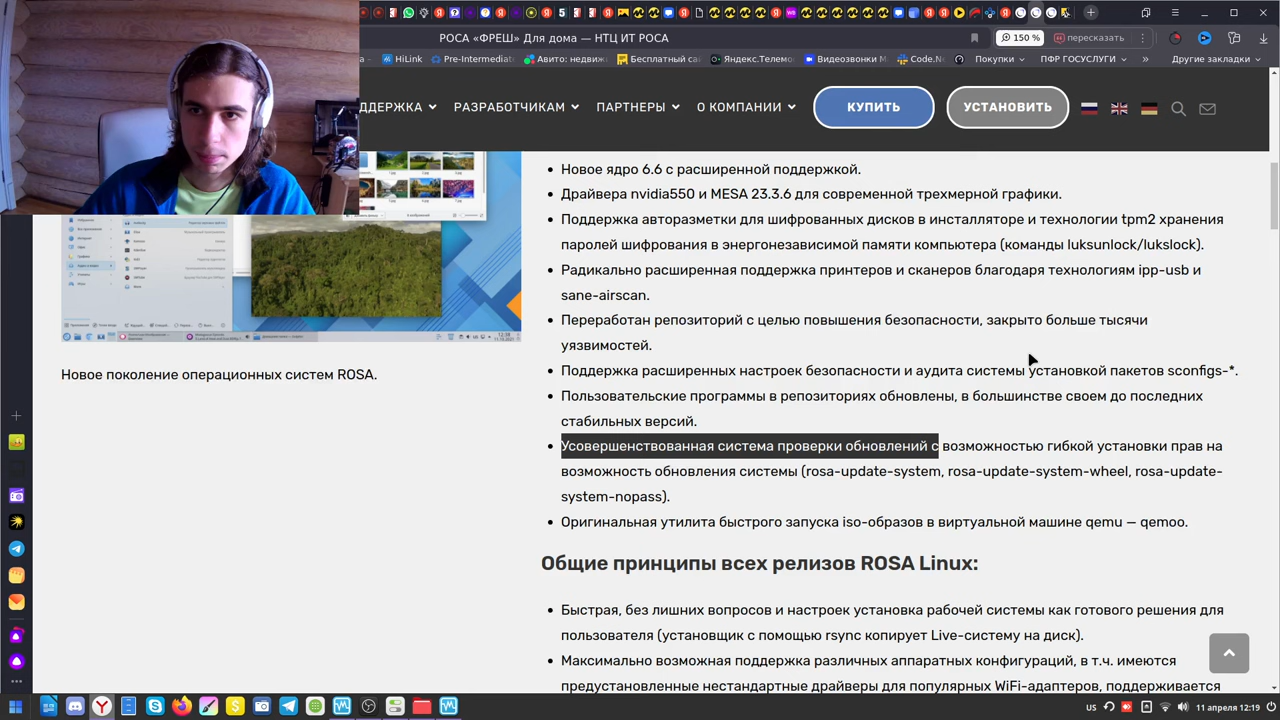 РОСА «ФРЕШ» Для дома — НТЦ ИТ РОСА
150 %
пересказать
HiLink
Pre-Intermediat
Авито: недвиж
Бесплатный
Яндекс.Телемо
Видеозвонки M
Code.N
Покупки
ПФР ГОСУСЛУГИ
»
Другие закладки
ДДЕРЖКА
РАЗРАБОТЧИКАМ
ПАРТНЕРЫ
О КОМПАНИИ
КУПИТЬ
УСТАНОВИТЬ
Новое ядро 6.6 с расширенной поддержкой.
Драйвера nvidia550 и MESA 23.3.6 для современной трехмерной графики.
Поддержка авторазметки для шифрованных дисков в инсталляторе и технологии tpm2 хранения
паролей шифрования в энергонезависимой памяти компьютера (команды luksunlock/lukslock).
Радикально расширенная поддержка принтеров и сканеров благодаря технологиям ipp-usb и
sane-airscan.
Переработан репозиторий с целью повышения безопасности, закрыто больше тысячи
уязвимостей.
Поддержка расширенных настроек безопасности и аудита системы установкой пакетов sconfigs-*.
Пользовательские программы в репозиториях обновлены, в большинстве своем до последних
стабильных версий.
Усовершенствованная система проверки обновлений с возможностью гибкой установки прав на
возможность обновления системы (rosa-update-system, rosa-update-system-wheel, rosa-update-
system-nopass).
Оригинальная утилита быстрого запуска iso-образов в виртуальной машине qemu — qemoo.
Новое поколение операционных систем ROSA.
Общие принципы всех релизов ROSA Linux:
Быстрая, без лишних вопросов и настроек установка рабочей системы как готового решения для
пользователя (установщик с помощью rsync копирует Live-систему на диск).
Максимально возможная поддержка различных аппаратных конфигураций, в т.ч. имеются
предустановленные нестандартные драйверы для популярных WiFi-адаптеров, поддерживается
US
11 апреля 12:19